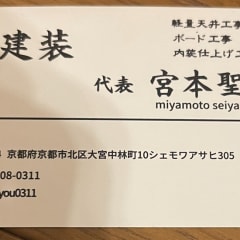 軽量天井工事
ボード工事
内装仕上げ工
建装
代表 宮本聖
miyamoto seiya
京都府京都市北区大宮中林町10シェモワアサヒ305
08-0311
you0311